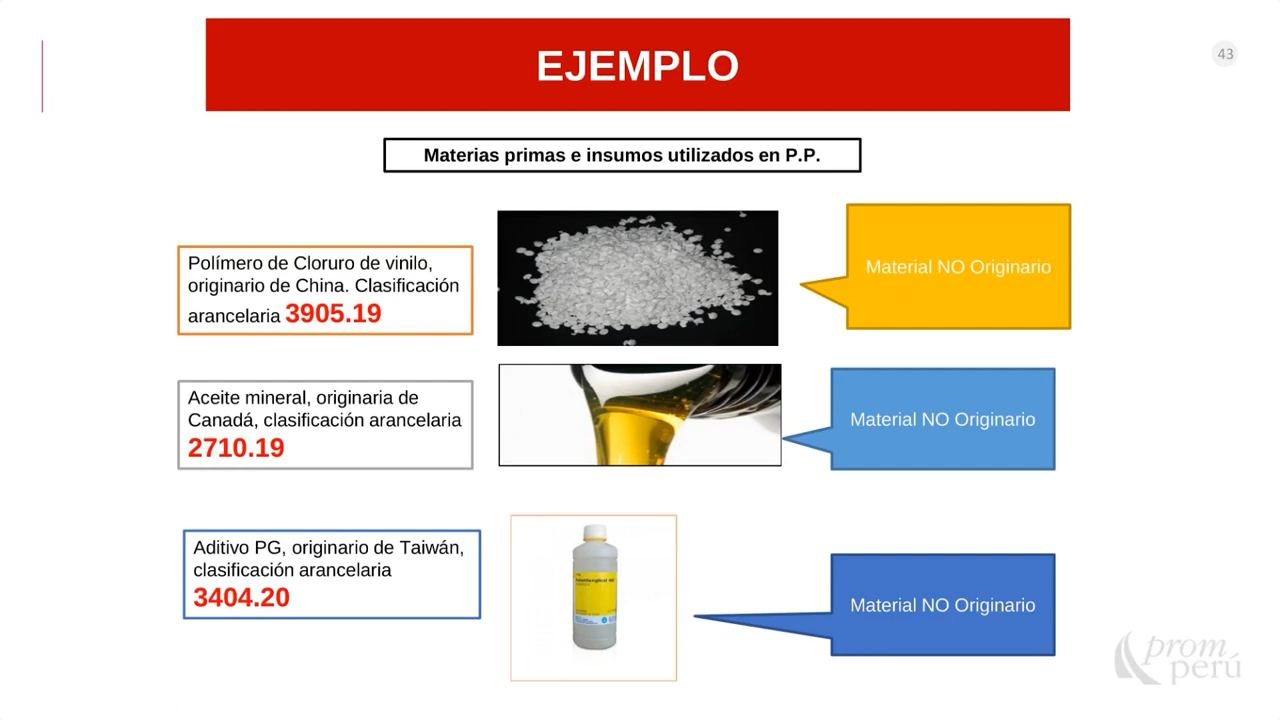 EJEMPLO
43
Materias primas e insumos utilizados en P.P.
Polímero de Cloruro de vinilo,
originario de China. Clasificación
arancelaria 3905.19
Material NO Originario
Aceite mineral, originaria de
Canadá, clasificación arancelaria
2710.19
Material NO Originario
Aditivo PG, originario de Taiwán,
clasificación arancelaria
3404.20
Material NO Originario
prom
perú